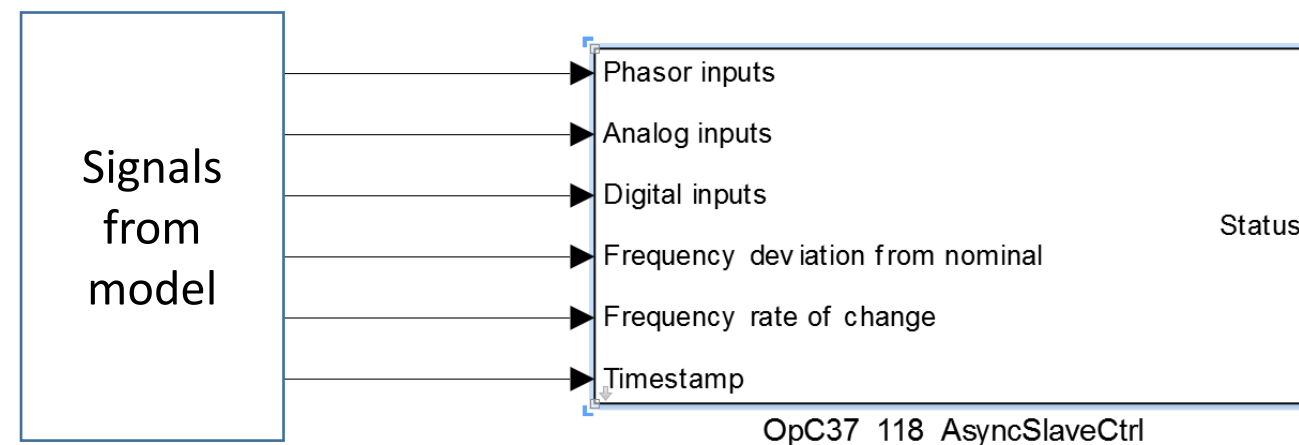 Signals
from
model
Phasor inputs
Analog inputs
Digital inputs
Frequency deviation from nominal
Frequency rate of change
Timestamp
Status
OpC37 118 AsyncSlaveCtrl